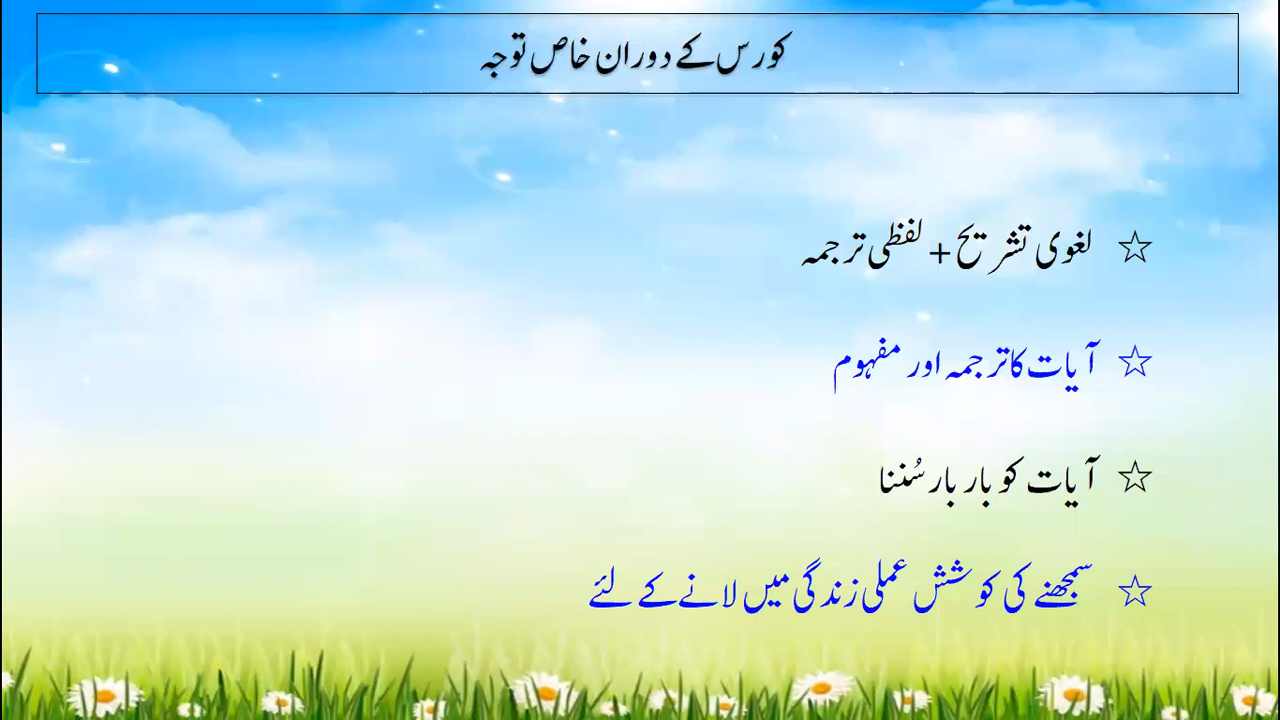 کورس کے دوران خاص توجہ
☆ لغوی تشریح + لفظی ترجمہ
☆ آیات کا ترجمہ اور مفہوم
☆ آیات کو بار بار سُننا
☆ سمجھنے کی کوشش عملی زندگی میں لانے کے لئے